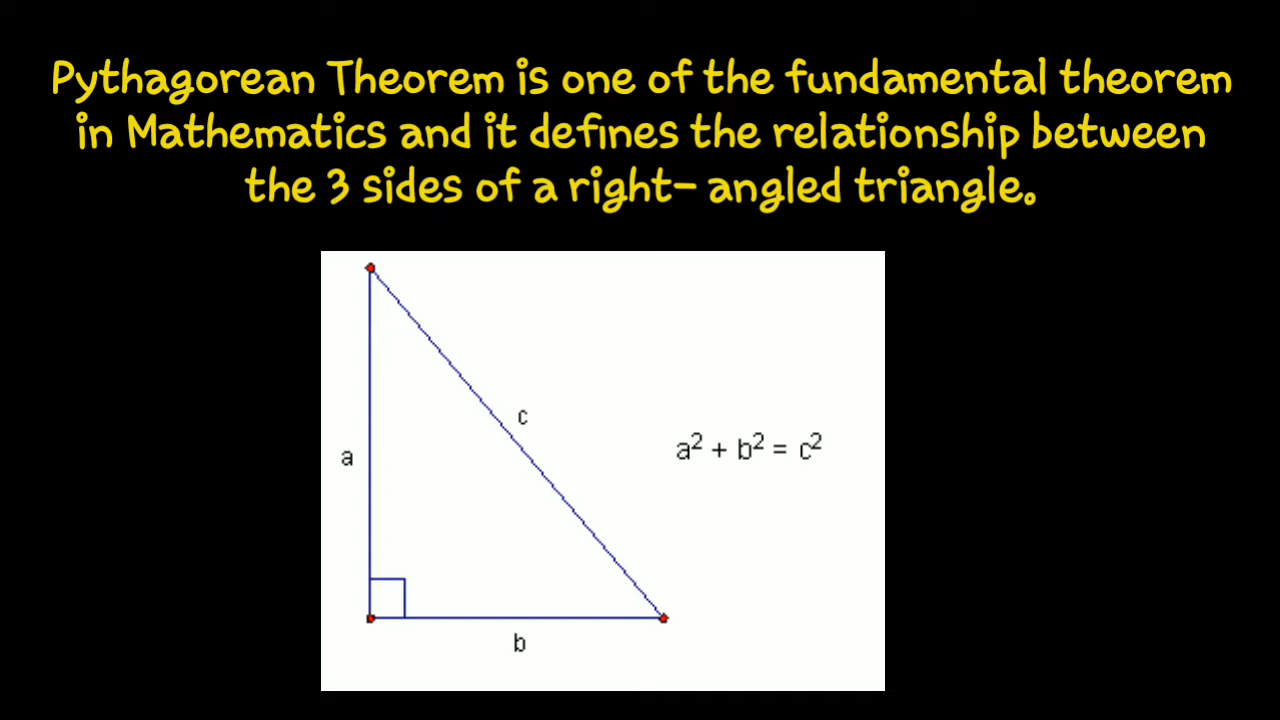 Pythagorean Theorem is one of the fundamental theorem
in Mathematics and it defines the relationship between
the 3 sides of a right- angled triangle.
c
a
a² + b² = c²
b